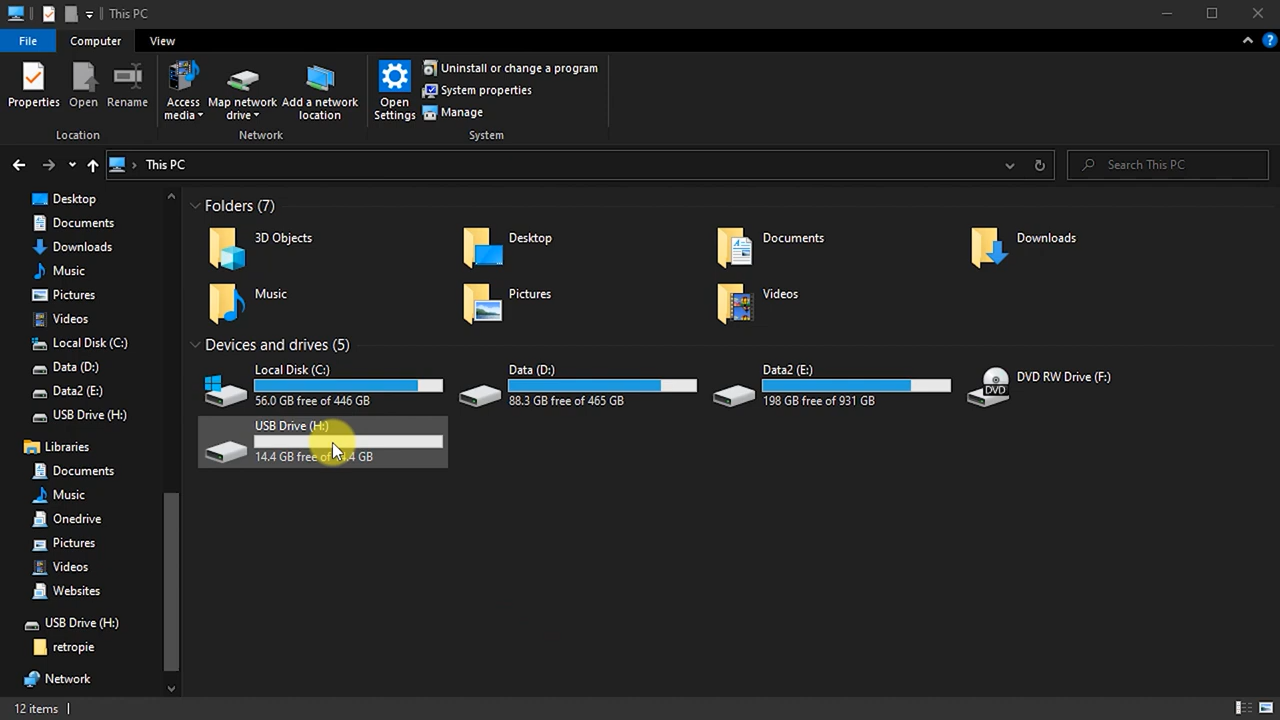 This PC
File Computer View
Properties Open Rename
Access media Map network drive Add a network location
Open Settings
Uninstall or change a program
System properties
Manage
Location Network System
This PC
Search This PC
Desktop
Documents
Downloads
Music
Pictures
Videos
Local Disk (C:)
Data (D:)
Data2 (E:)
USB Drive (H:)
Libraries
Documents
Music
Onedrive
Pictures
Videos
Websites
USB Drive (H:)
retropie
Network
Folders (7)
3D Objects Desktop Documents Downloads
Music Pictures Videos
Devices and drives (5)
Local Disk (C:)
56.0 GB free of 446 GB
Data (D:)
88.3 GB free of 465 GB
Data2 (E:)
198 GB free of 931 GB
DVD RW Drive (F:)
DVD
USB Drive (H:)
14.4 GB free of GB
12 items